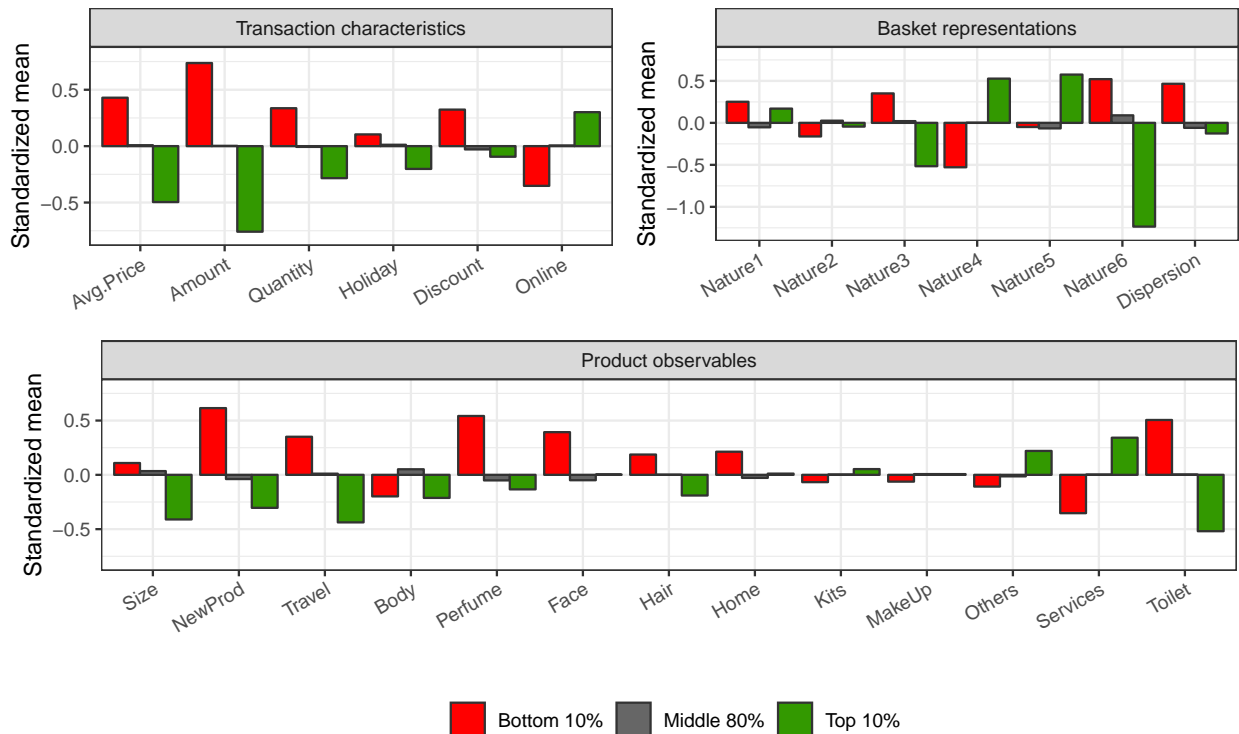 Transaction characteristics
Standardized mean
0.5
0.0
−0.5
Avg.Price
Amount
Quantity
Holiday
Discount
Online
Basket representations
Standardized mean
0.5
0.0
−0.5
−1.0
Nature1
Nature2
Nature3
Nature4
Nature5
Nature6
Dispersion
Product observables
Standardized mean
0.5
0.0
−0.5
Size
NewProd
Travel
Body
Perfume
Face
Hair
Home
Kits
MakeUp
Others
Services
Toilet
Bottom 10%
Middle 80%
Top 10%